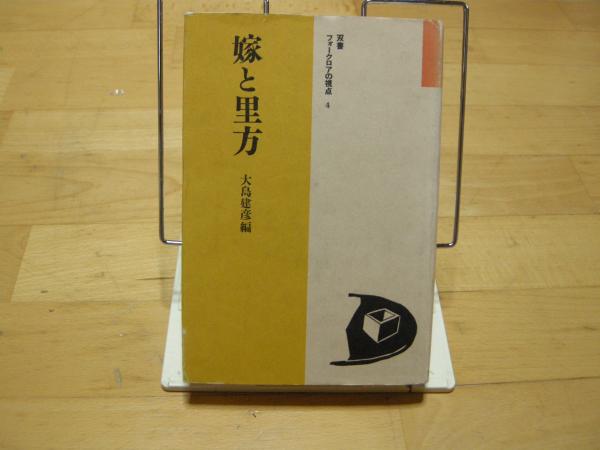 嫁と里方
大島建彦編
双書
フォークロアの視点 4